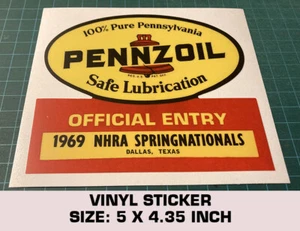 100% Pure Pennsylvania
PENNZOIL
Safe Lubrication
OFFICIAL ENTRY
1969 NHRA SPRINGNATIONALS
DALLAS, TEXAS
VINYL STICKER
SIZE: 5 X 4.35 INCH